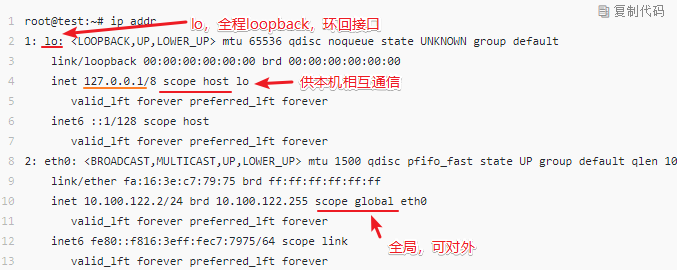 复制代码
lo，全程loopback，环回接口
1 root@test:~# ip addr
2 1: lo: <LOOPBACK,UP,LOWER_UP> mtu 65536 qdisc noqueue state UNKNOWN group default
3 link/loopback 00:00:00:00:00:00 brd 00:00:00:00:00:00
4 inet 127.0.0.1/8 scope host lo 供本机相互通信
5 valid_lft forever preferred_lft forever
6 inet6 ::1/128 scope host
7 valid_lft forever preferred_lft forever
8 2: eth0: <BROADCAST,MULTICAST,UP,LOWER_UP> mtu 1500 qdisc pfifo_fast state UP group default qlen 10
9 link/ether fa:16:3e:c7:79:75 brd ff:ff:ff:ff:ff:ff
10 inet 10.100.122.2/24 brd 10.100.122.255 scope global eth0
11 valid_lft forever preferred_lft forever
全局，可对外
12 inet6 fe80::f816:3eff:fec7:7975/64 scope link
13 valid_lft forever preferred_lft forever